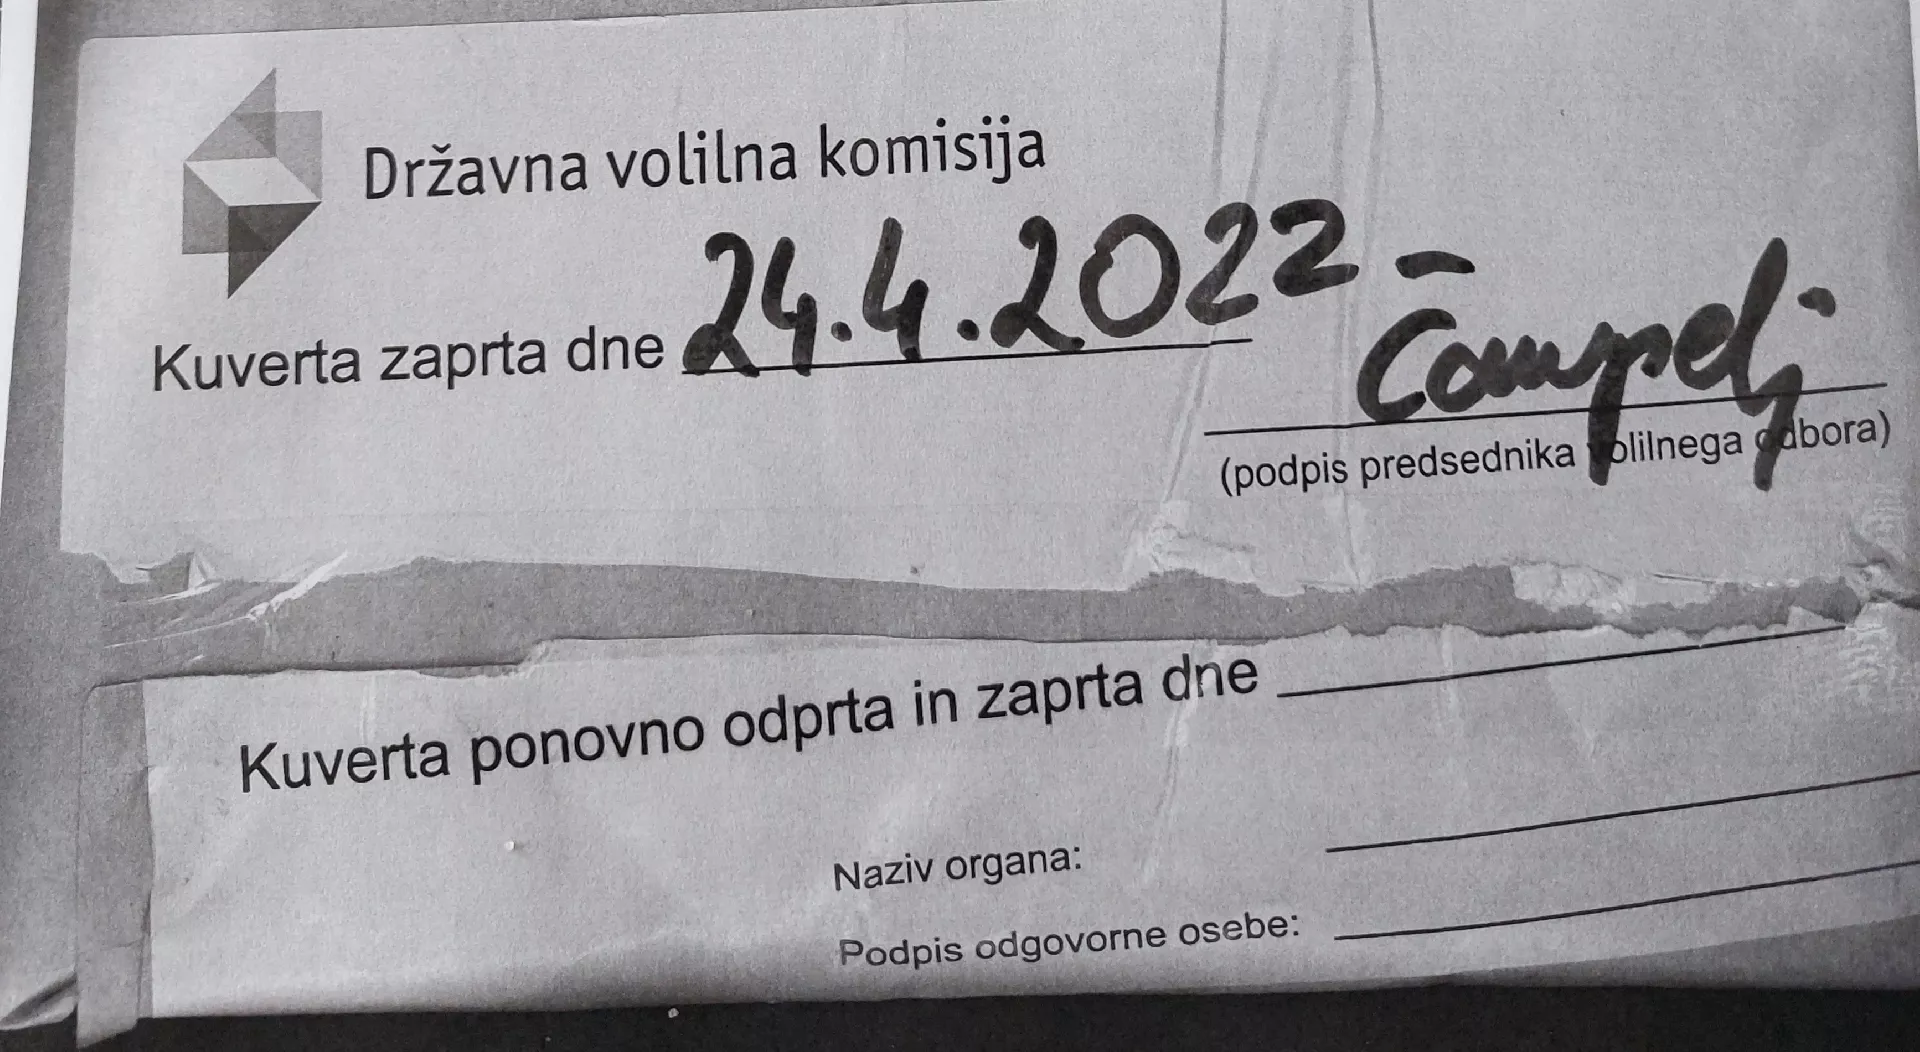 Državna volilna komisija
Kuverta zaprta dne 24.4.2022-
Čampelj
(podpis predsednika volilnega odbora)
Kuverta ponovno odprta in zaprta dne
Naziv organa:
Podpis odgovorne osebe: